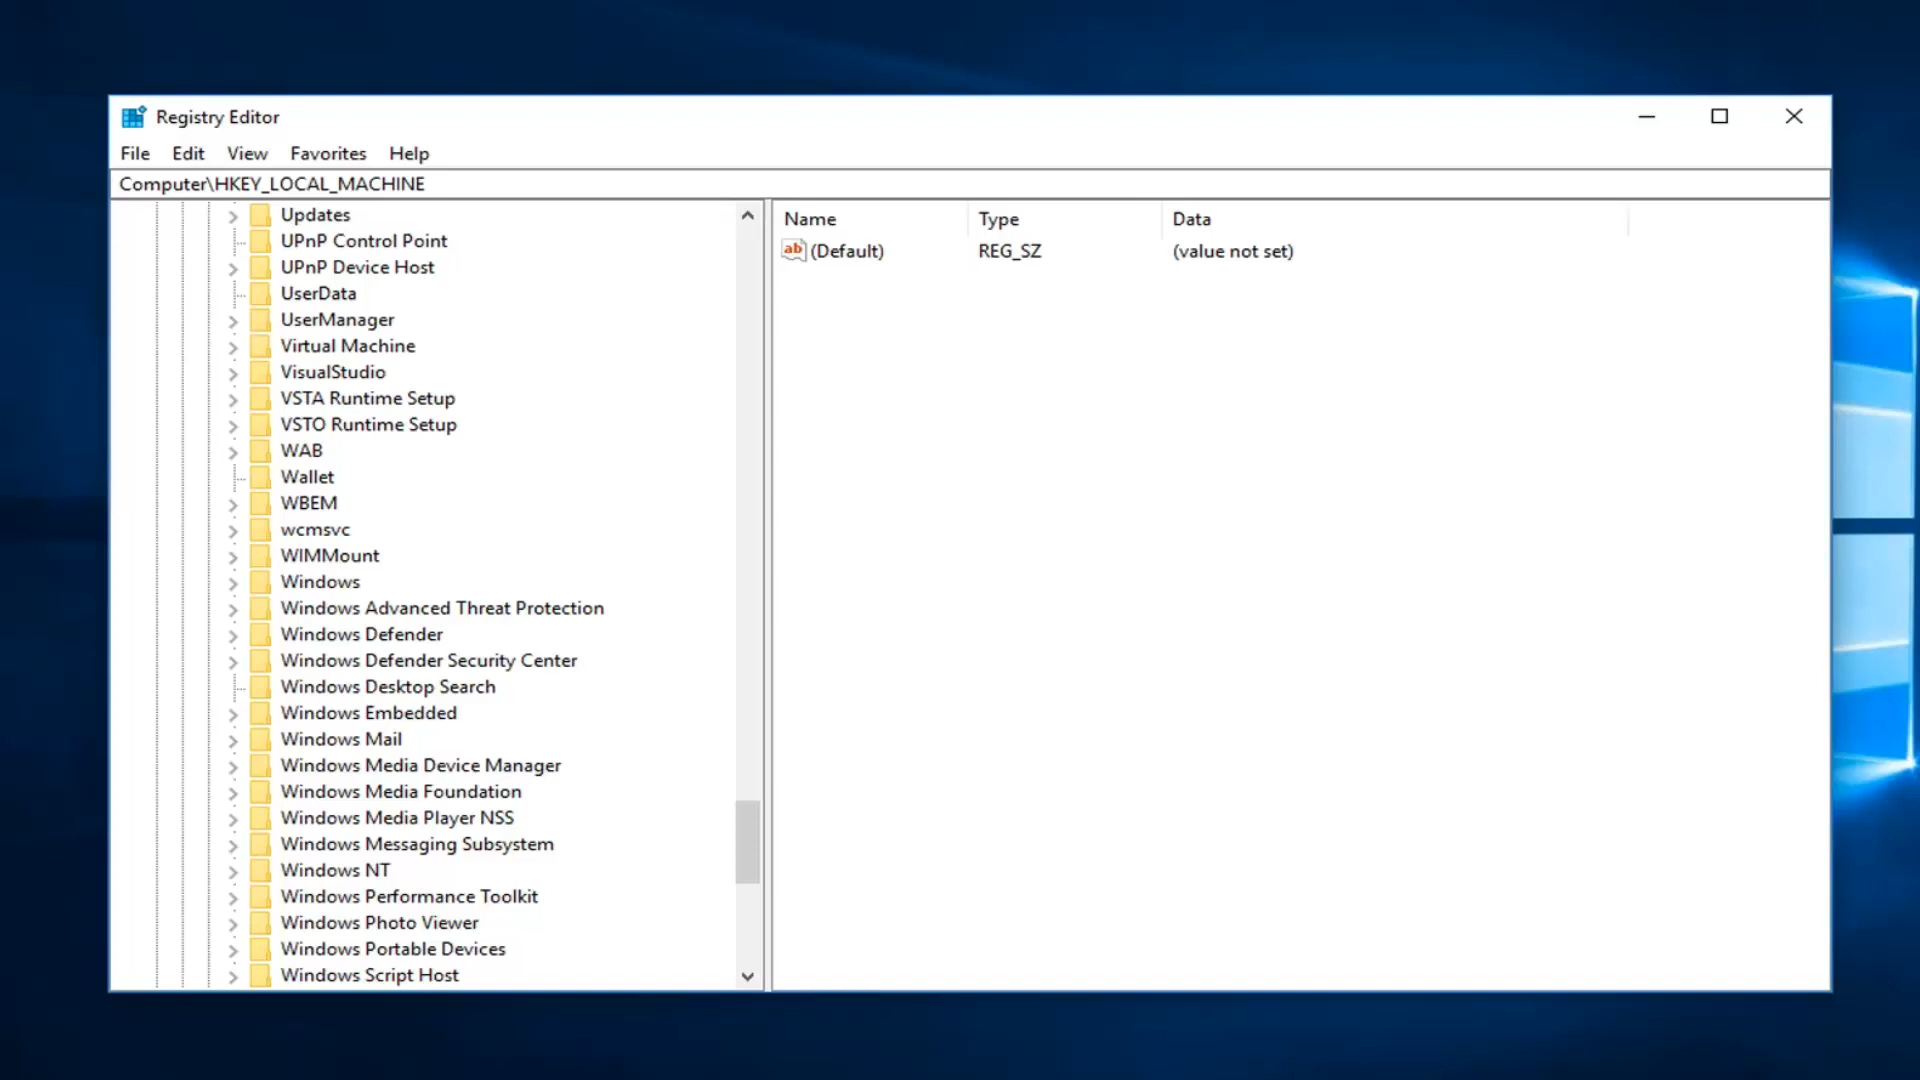 Registry Editor
File Edit View Favorites Help
Computer\HKEY_LOCAL_MACHINE
Updates
UPnP Control Point
UPnP Device Host
UserData
UserManager
Virtual Machine
VisualStudio
VSTA Runtime Setup
VSTO Runtime Setup
WAB
Wallet
WBEM
wcmsvc
WIMMount
Windows
Windows Advanced Threat Protection
Windows Defender
Windows Defender Security Center
Windows Desktop Search
Windows Embedded
Windows Mail
Windows Media Device Manager
Windows Media Foundation
Windows Media Player NSS
Windows Messaging Subsystem
Windows NT
Windows Performance Toolkit
Windows Photo Viewer
Windows Portable Devices
Windows Script Host
Name Type Data
ab (Default) REG_SZ (value not set)